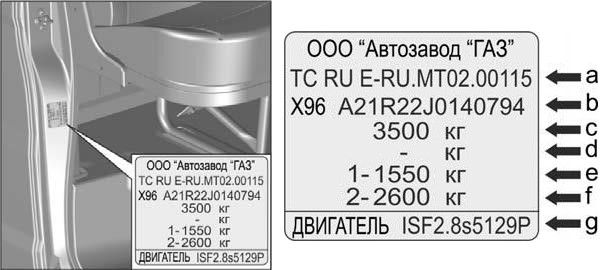 ООО "Автозавод "ГАЗ"
ТС RU E-RU.MT02.00115
X96 A21R22J0140794
3500 кг
- кг
1-1550 кг
2-2600 кг
ДВИГАТЕЛЬ ISF2.8s5129P
ООО "Автозавод "ГАЗ"
ТС RU E-RU.MT02.00115 a
X96 A21R22J0140794 b
3500 кг c
- кг d
1-1550 кг e
2-2600 кг f
ДВИГАТЕЛЬ ISF2.8s5129P g